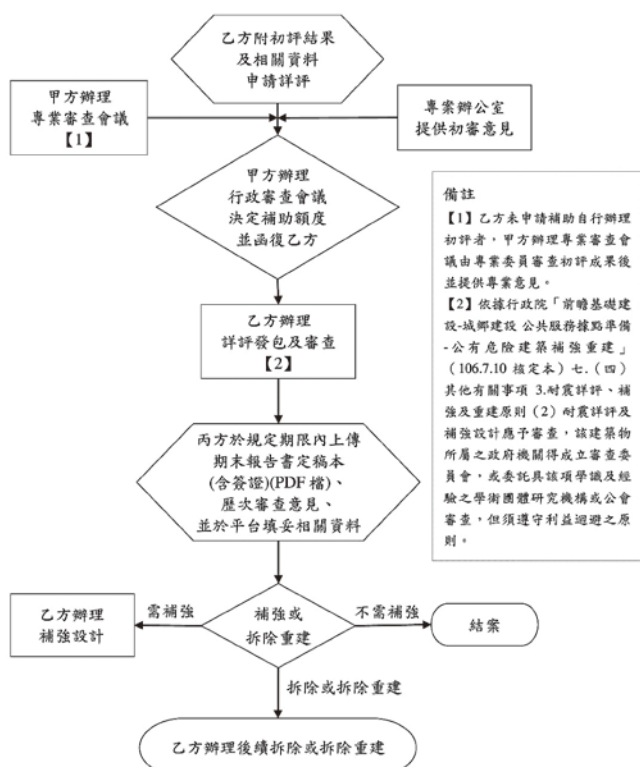 乙方附初評結果
及相關資料
申請詳評
甲方辦理
專業審查會議
【1】
專案辦公室
提供初審意見
甲方辦理
行政審查會議
決定補助額度
並函復乙方
乙方辦理
詳評發包及審查
【2】
丙方於規定期限內上傳
期末報告書定稿本
(含簽證)(PDF 檔)、
歷次審查意見、
並於平台填妥相關資料
補強或
拆除重建
需補強
乙方辦理
補強設計
不需補強
結案
拆除或拆除重建
乙方辦理後續拆除或拆除重建
備註
【1】乙方未申請補助自行辦理
初評者，甲方辦理專業審查會
議由專業委員審查初評成果後
並提供專業意見。
【2】依據行政院「前瞻基礎建
設-城鄉建設 公共服務據點準備
-公有危險建築補強重建」
（106.7.10 核定本）七.（四）
其他有關事項 3.耐震詳評、補
強及重建原則（2）耐震詳評及
補強設計應予審查，該建築物
所屬之政府機關得成立審查委
員會，或委託具該項學識及經
驗之學術團體研究機構或公會
審查，但須遵守利益迴避之原
則。